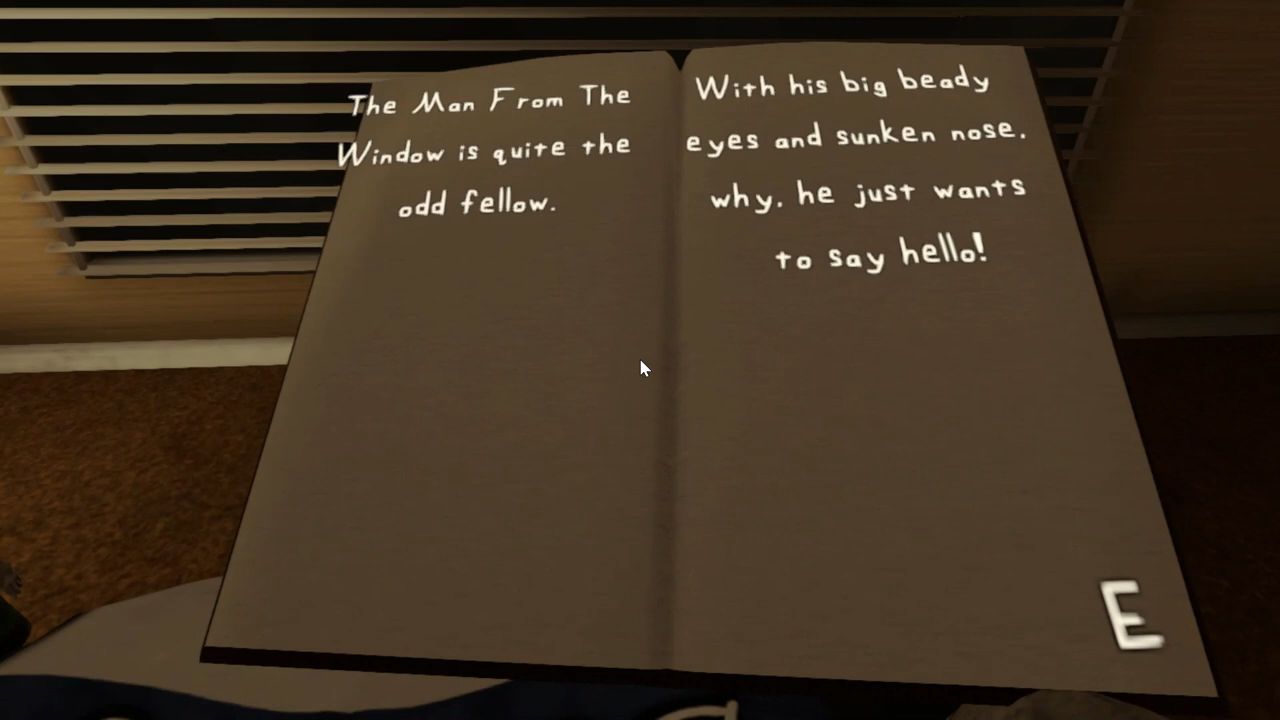 The Man From The
Window is quite the
odd fellow.
With his big beady
eyes and sunken nose,
why, he just wants
to say hello!
E